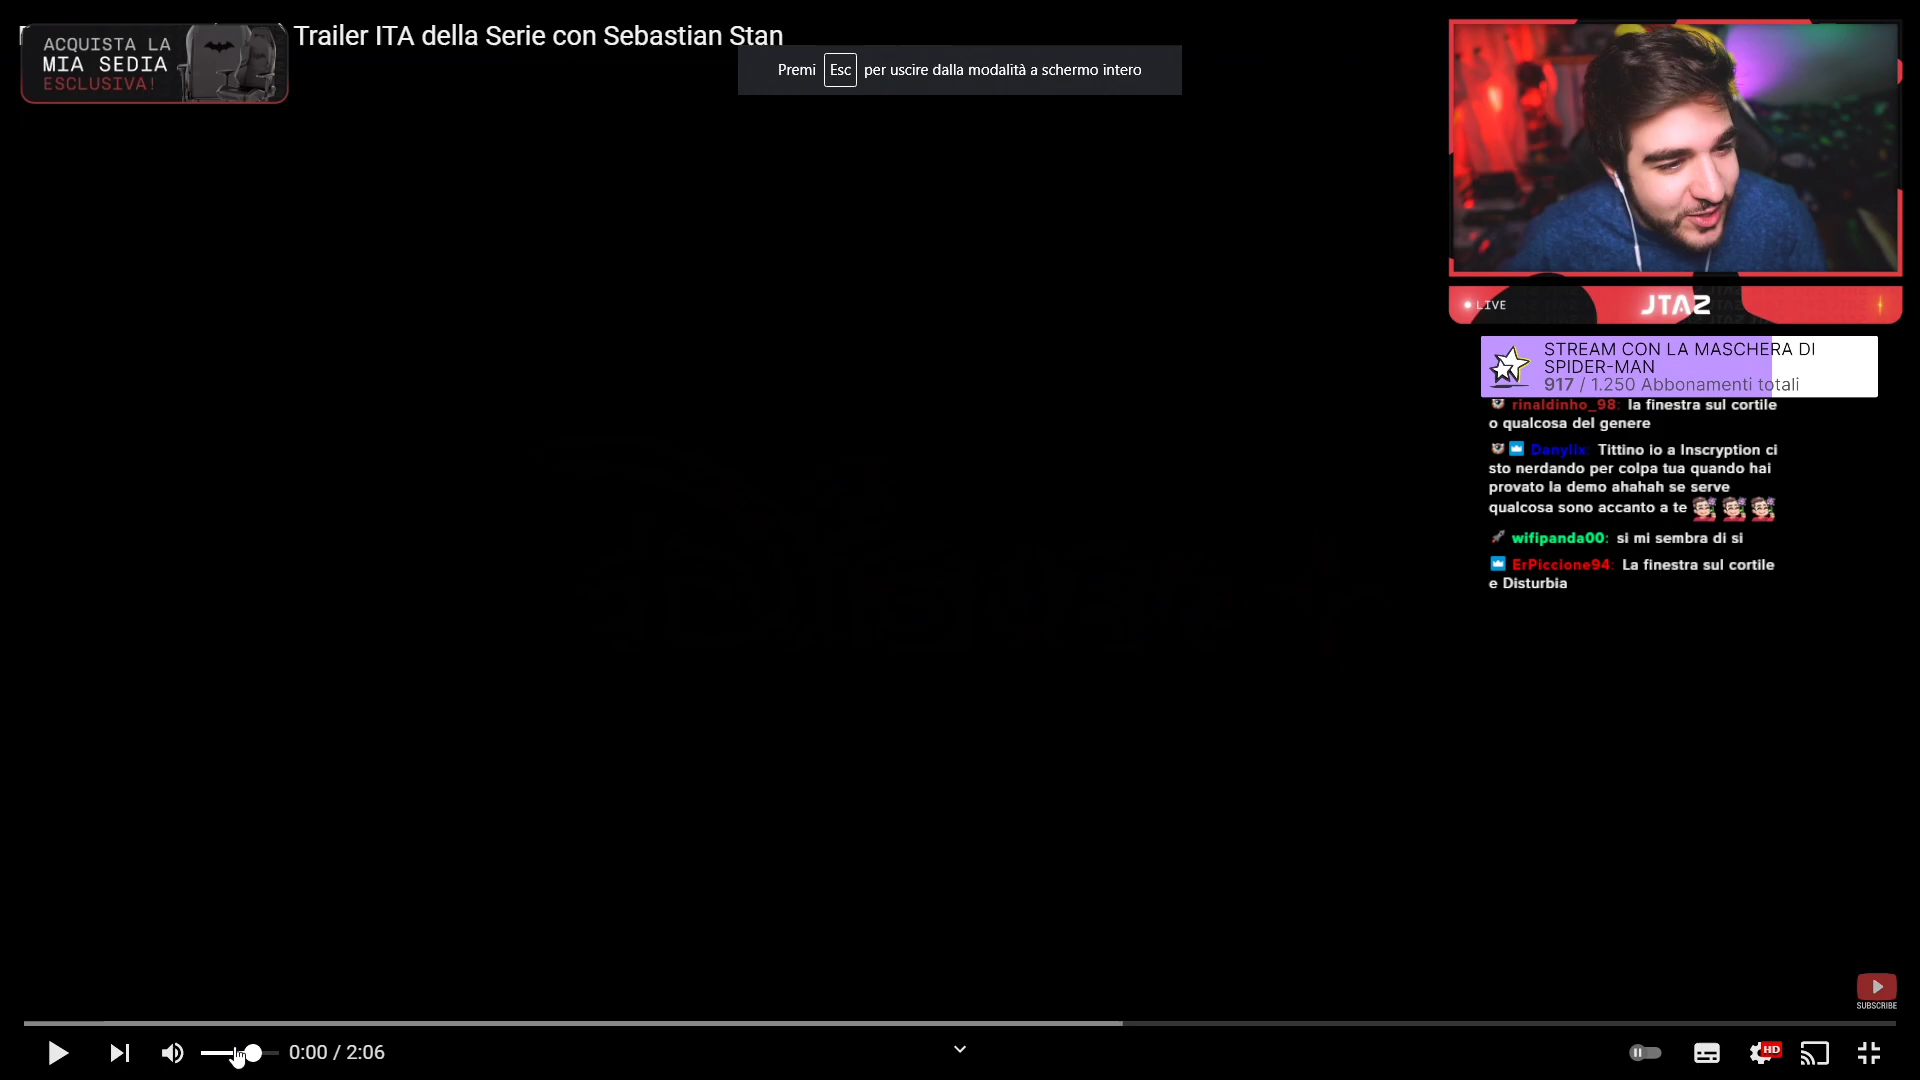 Trailer ITA della Serie con Sebastian Stan
ACQUISTA LA
MIA SEDIA
ESCLUSIVA!
Premi Esc per uscire dalla modalità a schermo intero
LIVE
JTAZ
STREAM CON LA MASCHERA DI
SPIDER-MAN
917 / 1.250 Abbonamenti totali
rinaldinho_98: la finestra sul cortile
o qualcosa del genere
Danylix: Tittino io a Inscryption ci
sto nerdando per colpa tua quando hai
provato la demo ahahah se serve
qualcosa sono accanto a te
wifipanda00: si mi sembra di si
ErPiccione94: La finestra sul cortile
e Disturbia
SUBSCRIBE
0:00 / 2:06
HD